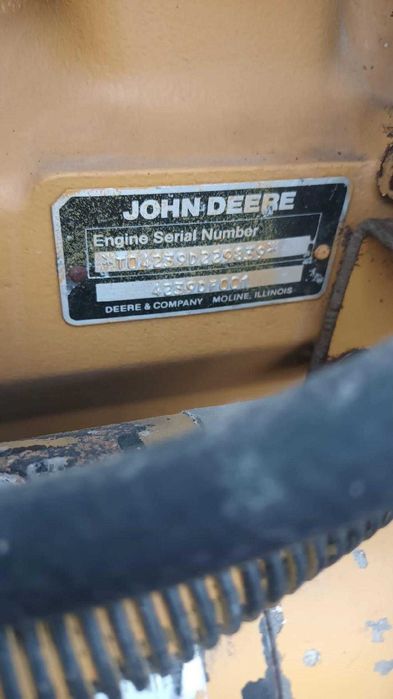 JOHN DEERE
Engine Serial Number
4239DF001
DEERE & COMPANY MOLINE, ILLINOIS